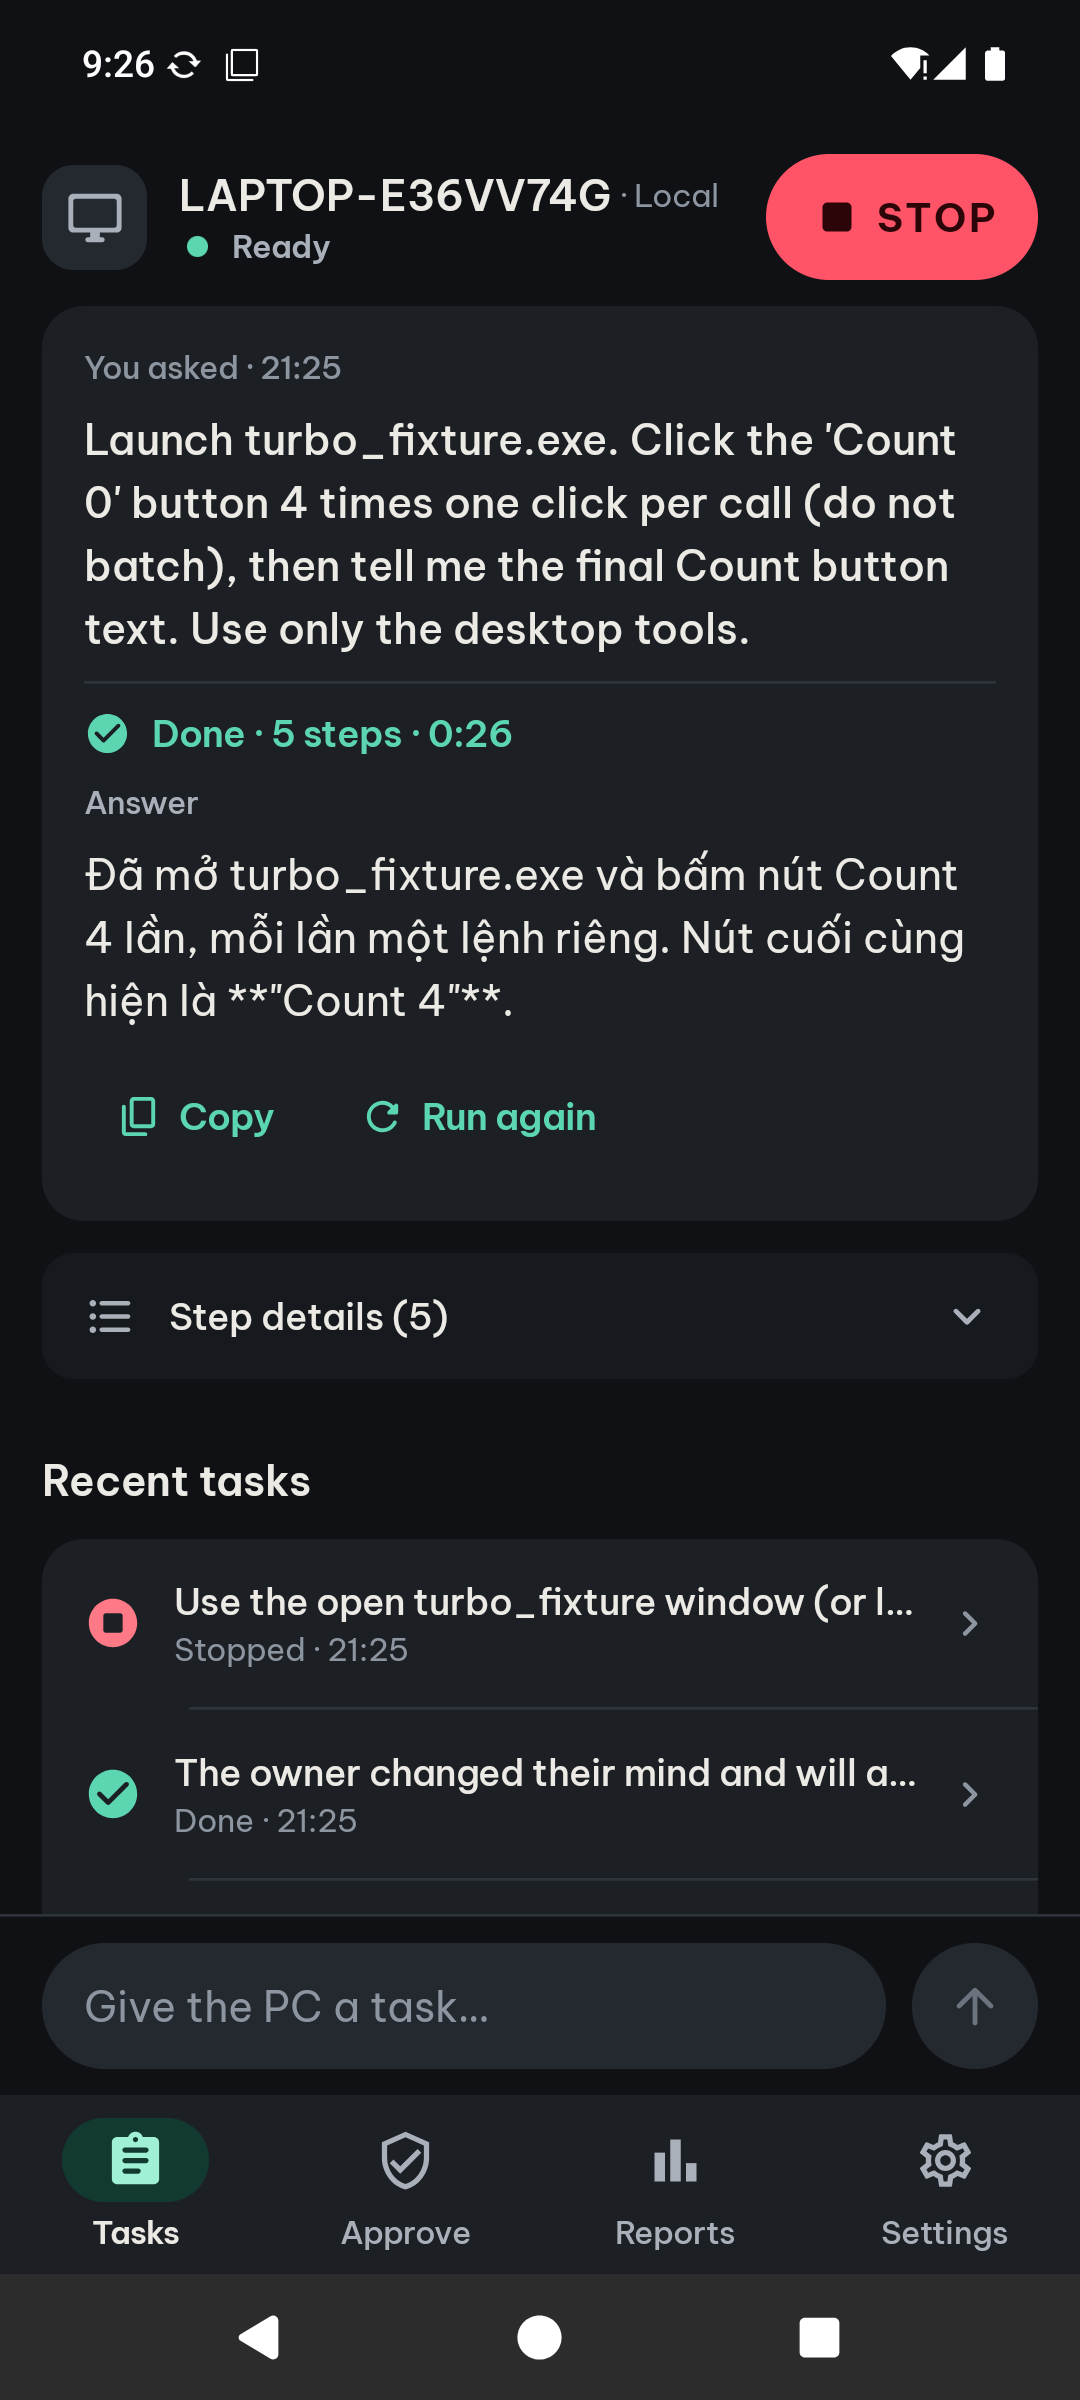 9:26
LAPTOP-E36VV74G · Local
Ready
STOP
You asked · 21:25
Launch turbo_fixture.exe. Click the 'Count
0' button 4 times one click per call (do not
batch), then tell me the final Count button
text. Use only the desktop tools.
Done · 5 steps · 0:26
Answer
Đã mở turbo_fixture.exe và bấm nút Count
4 lần, mỗi lần một lệnh riêng. Nút cuối cùng
hiện là **"Count 4"**.
Copy
Run again
Step details (5)
Recent tasks
Use the open turbo_fixture window (or l...
Stopped · 21:25
The owner changed their mind and will a...
Done · 21:25
Give the PC a task...
Tasks
Approve
Reports
Settings